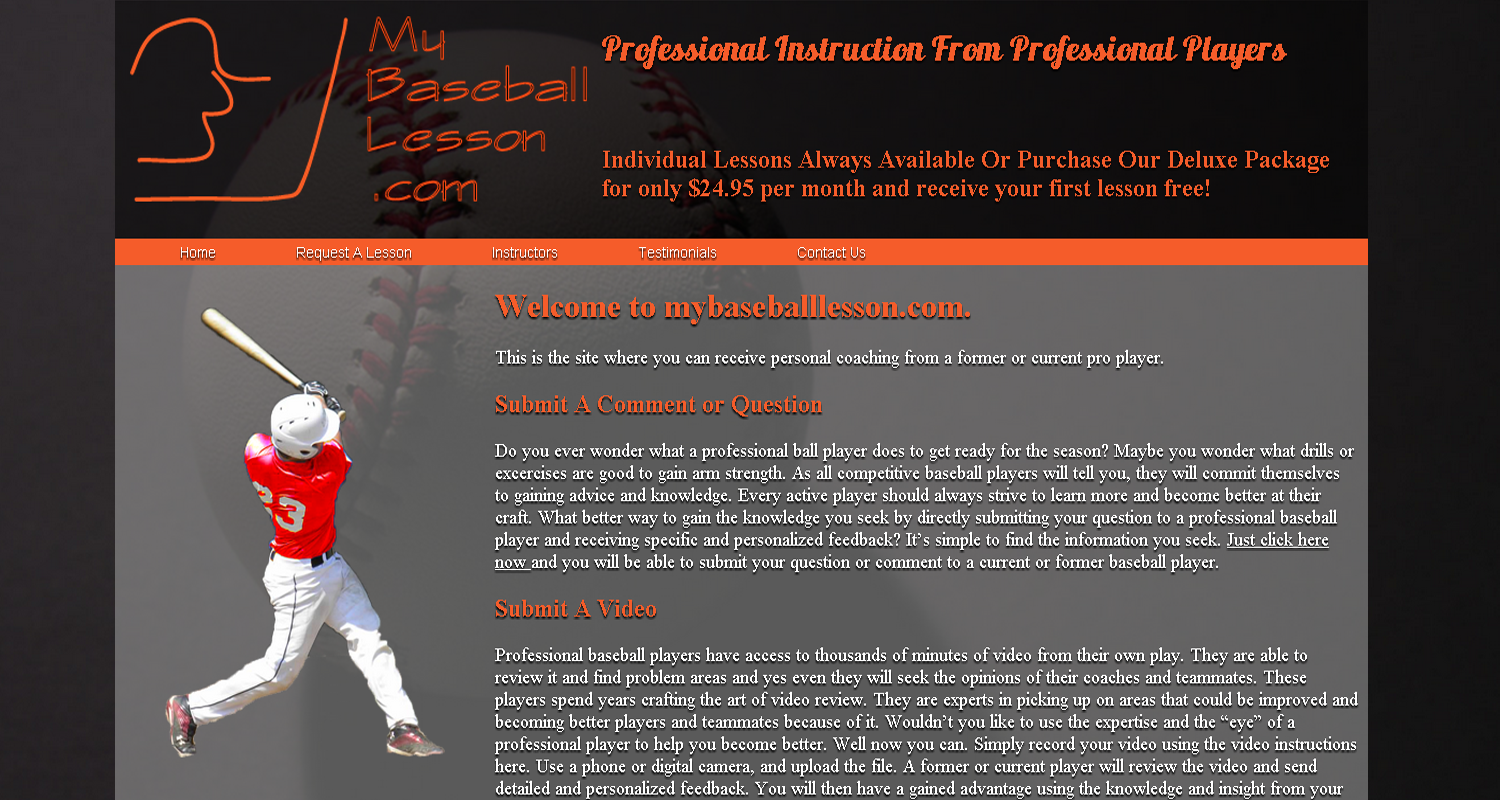 My
Baseball
Lesson
.com
Professional Instruction From Professional Players
Individual Lessons Always Available Or Purchase Our Deluxe Package
for only $24.95 per month and receive your first lesson free!
Home Request A Lesson Instructors Testimonials Contact Us
Welcome to mybaseballlesson.com.
This is the site where you can receive personal coaching from a former or current pro player.
Submit A Comment or Question
Do you ever wonder what a professional ball player does to get ready for the season? Maybe you wonder what drills or
excercises are good to gain arm strength. As all competitive baseball players will tell you, they will commit themselves
to gaining advice and knowledge. Every active player should always strive to learn more and become better at their
craft. What better way to gain the knowledge you seek by directly submitting your question to a professional baseball
player and receiving specific and personalized feedback? It’s simple to find the information you seek. Just click here
now and you will be able to submit your question or comment to a current or former baseball player.
Submit A Video
Professional baseball players have access to thousands of minutes of video from their own play. They are able to
review it and find problem areas and yes even they will seek the opinions of their coaches and teammates. These
players spend years crafting the art of video review. They are experts in picking up on areas that could be improved and
becoming better players and teammates because of it. Wouldn’t you like to use the expertise and the “eye” of a
professional player to help you become better. Well now you can. Simply record your video using the video instructions
here. Use a phone or digital camera, and upload the file. A former or current player will review the video and send
detailed and personalized feedback. You will then have a gained advantage using the knowledge and insight from your
33